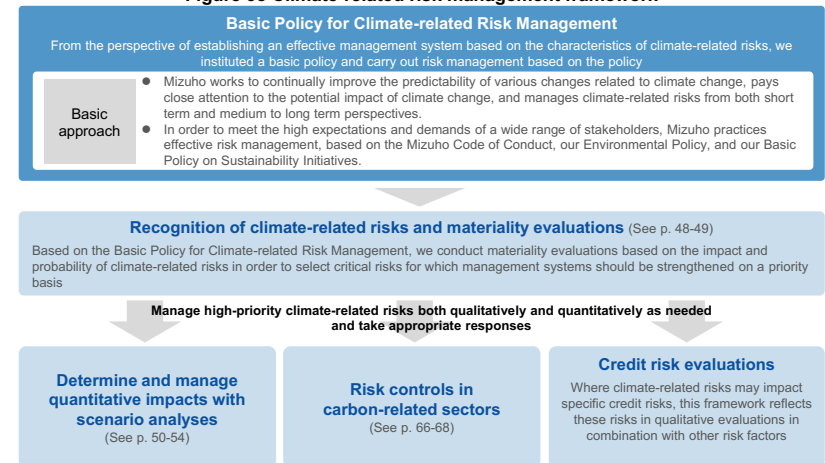 Figure 33 Climate-related risk management framework
Basic Policy for Climate-related Risk Management
From the perspective of establishing an effective management system based on the characteristics of climate-related risks, we
instituted a basic policy and carry out risk management based on the policy
Basic
approach
● Mizuho works to continually improve the predictability of various changes related to climate change, pays
close attention to the potential impact of climate change, and manages climate-related risks from both short
term and medium to long term perspectives.
● In order to meet the high expectations and demands of a wide range of stakeholders, Mizuho practices
effective risk management, based on the Mizuho Code of Conduct, our Environmental Policy, and our Basic
Policy on Sustainability Initiatives.
Recognition of climate-related risks and materiality evaluations (See p. 48-49)
Based on the Basic Policy for Climate-related Risk Management, we conduct materiality evaluations based on the impact and
probability of climate-related risks in order to select critical risks for which management systems should be strengthened on a priority
basis
Manage high-priority climate-related risks both qualitatively and quantitatively as needed
and take appropriate responses
Determine and manage
quantitative impacts with
scenario analyses
(See p. 50-54)
Risk controls in
carbon-related sectors
(See p. 66-68)
Credit risk evaluations
Where climate-related risks may impact
specific credit risks, this framework reflects
these risks in qualitative evaluations in
combination with other risk factors